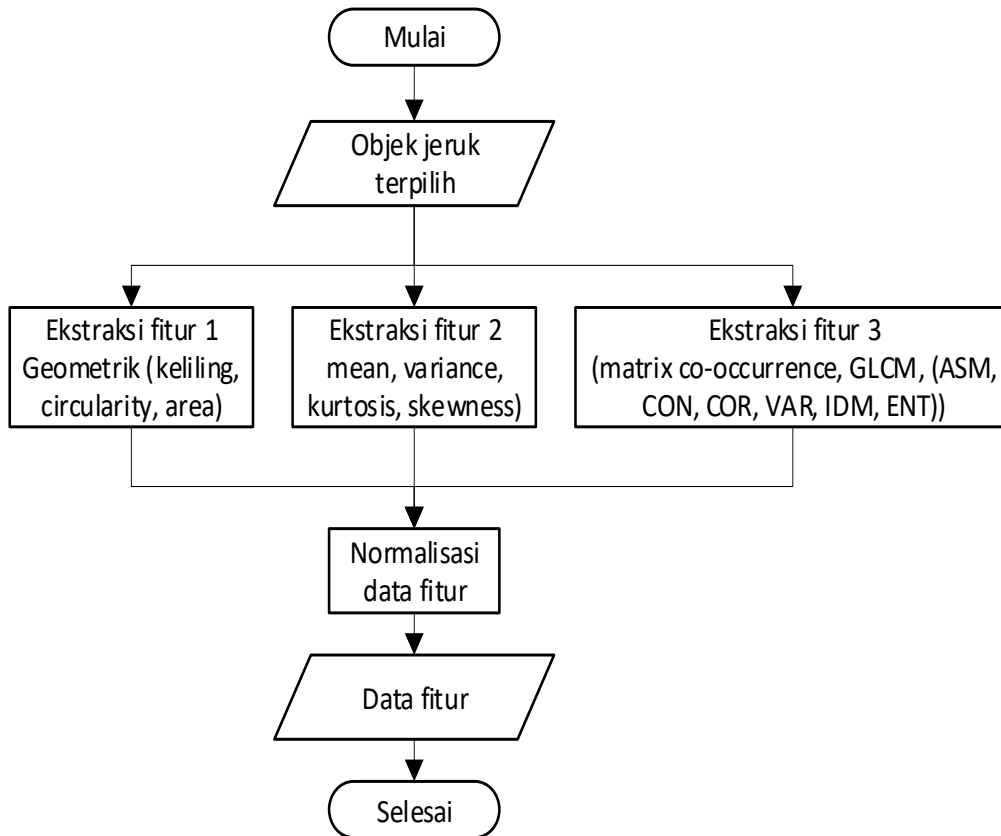 Mulai
Objek jeruk
terpilih
Ekstraksi fitur 1
Geometrik (keliling,
circularity, area)
Ekstraksi fitur 2
mean, variance,
kurtosis, skewness)
Ekstraksi fitur 3
(matrix co-occurrence, GLCM, (ASM,
CON, COR, VAR, IDM, ENT))
Normalisasi
data fitur
Data fitur
Selesai